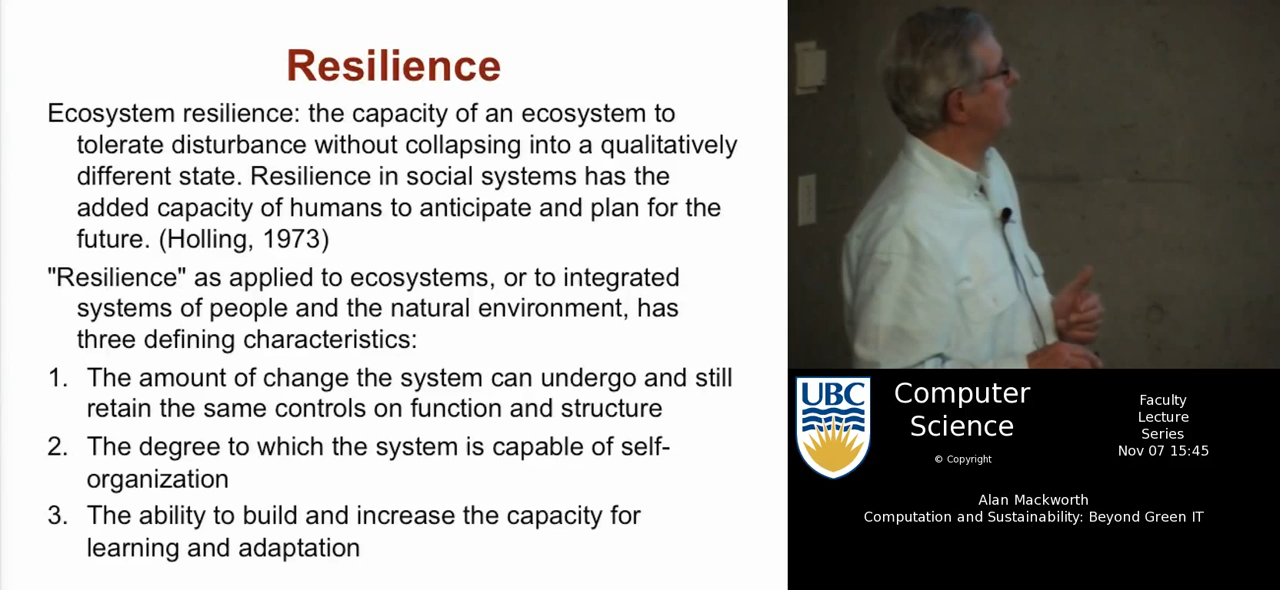 Resilience
Ecosystem resilience: the capacity of an ecosystem to
tolerate disturbance without collapsing into a qualitatively
different state. Resilience in social systems has the
added capacity of humans to anticipate and plan for the
future. (Holling, 1973)
"Resilience" as applied to ecosystems, or to integrated
systems of people and the natural environment, has
three defining characteristics:
1. The amount of change the system can undergo and still
retain the same controls on function and structure
2. The degree to which the system is capable of self-
organization
3. The ability to build and increase the capacity for
learning and adaptation
UBC
Computer
Science
© Copyright
Faculty
Lecture
Series
Nov 07 15:45
Alan Mackworth
Computation and Sustainability: Beyond Green IT